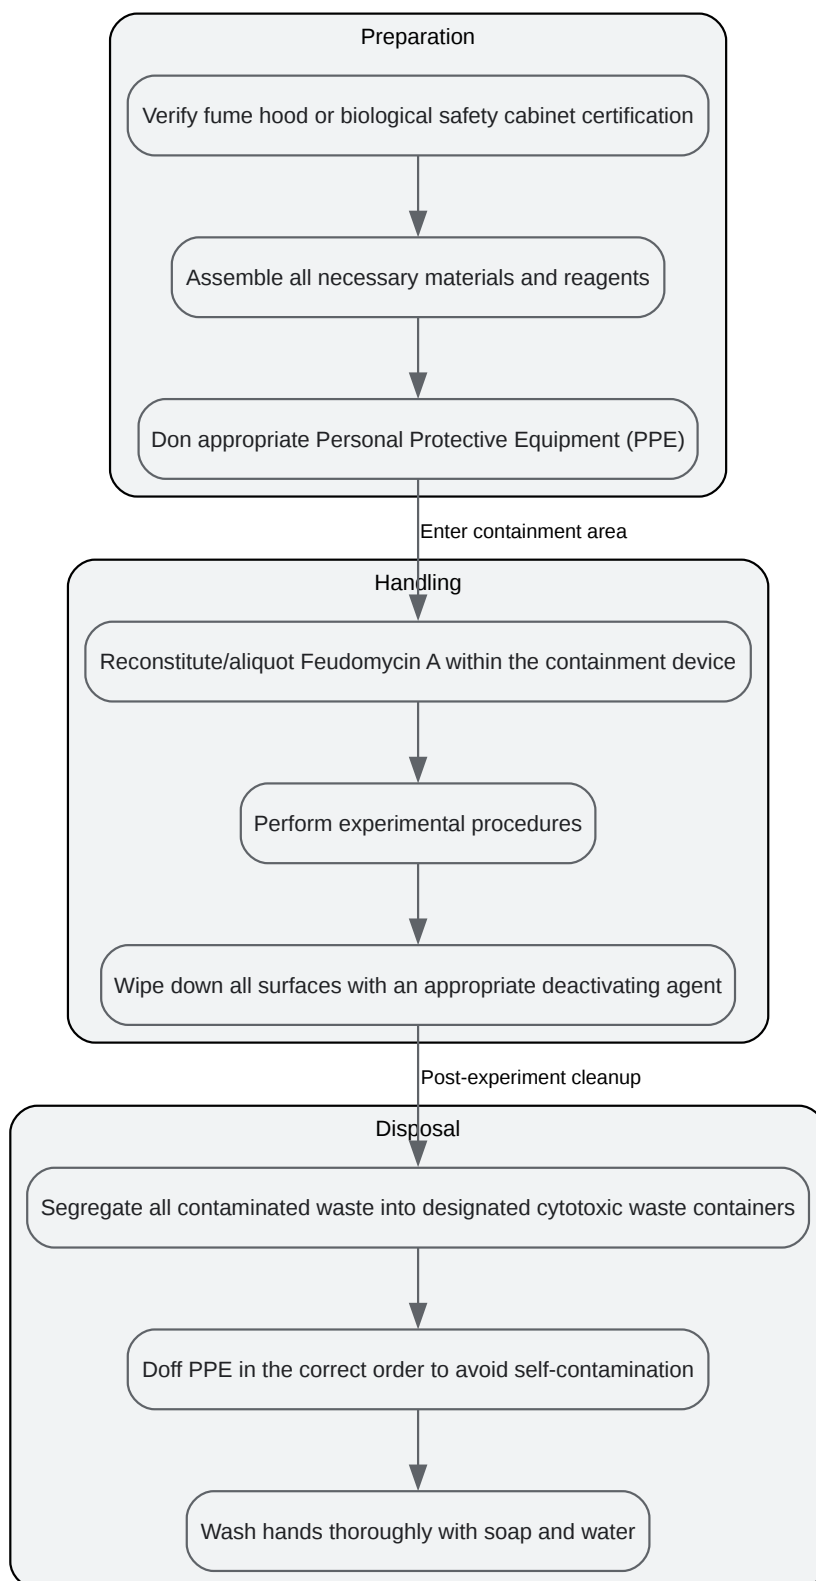 Preparation
Verify fume hood or biological safety cabinet certification
Assemble all necessary materials and reagents
Don appropriate Personal Protective Equipment (PPE)
Enter containment area
Handling
Reconstitute/aliquot Feudomycin A within the containment device
Perform experimental procedures
Wipe down all surfaces with an appropriate deactivating agent
Post-experiment cleanup
Disposal
Segregate all contaminated waste into designated cytotoxic waste containers
Doff PPE in the correct order to avoid self-contamination
Wash hands thoroughly with soap and water